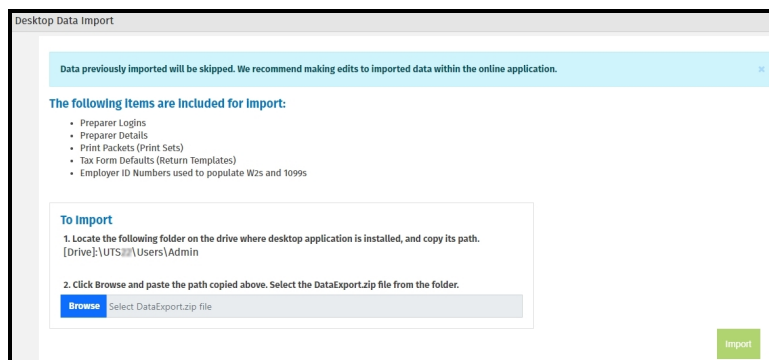 Desktop Data Import
Data previously imported will be skipped. We recommend making edits to imported data within the online application.
×
The following items are included for import:
• Preparer Logins
• Preparer Details
• Print Packets (Print Sets)
• Tax Form Defaults (Return Templates)
• Employer ID Numbers used to populate W2s and 1099s
To Import
1. Locate the following folder on the drive where desktop application is installed, and copy its path.
[Drive]:\UTS \Users\Admin
2. Click Browse and paste the path copied above. Select the DataExport.zip file from the folder.
Browse Select DataExport.zip file
Import